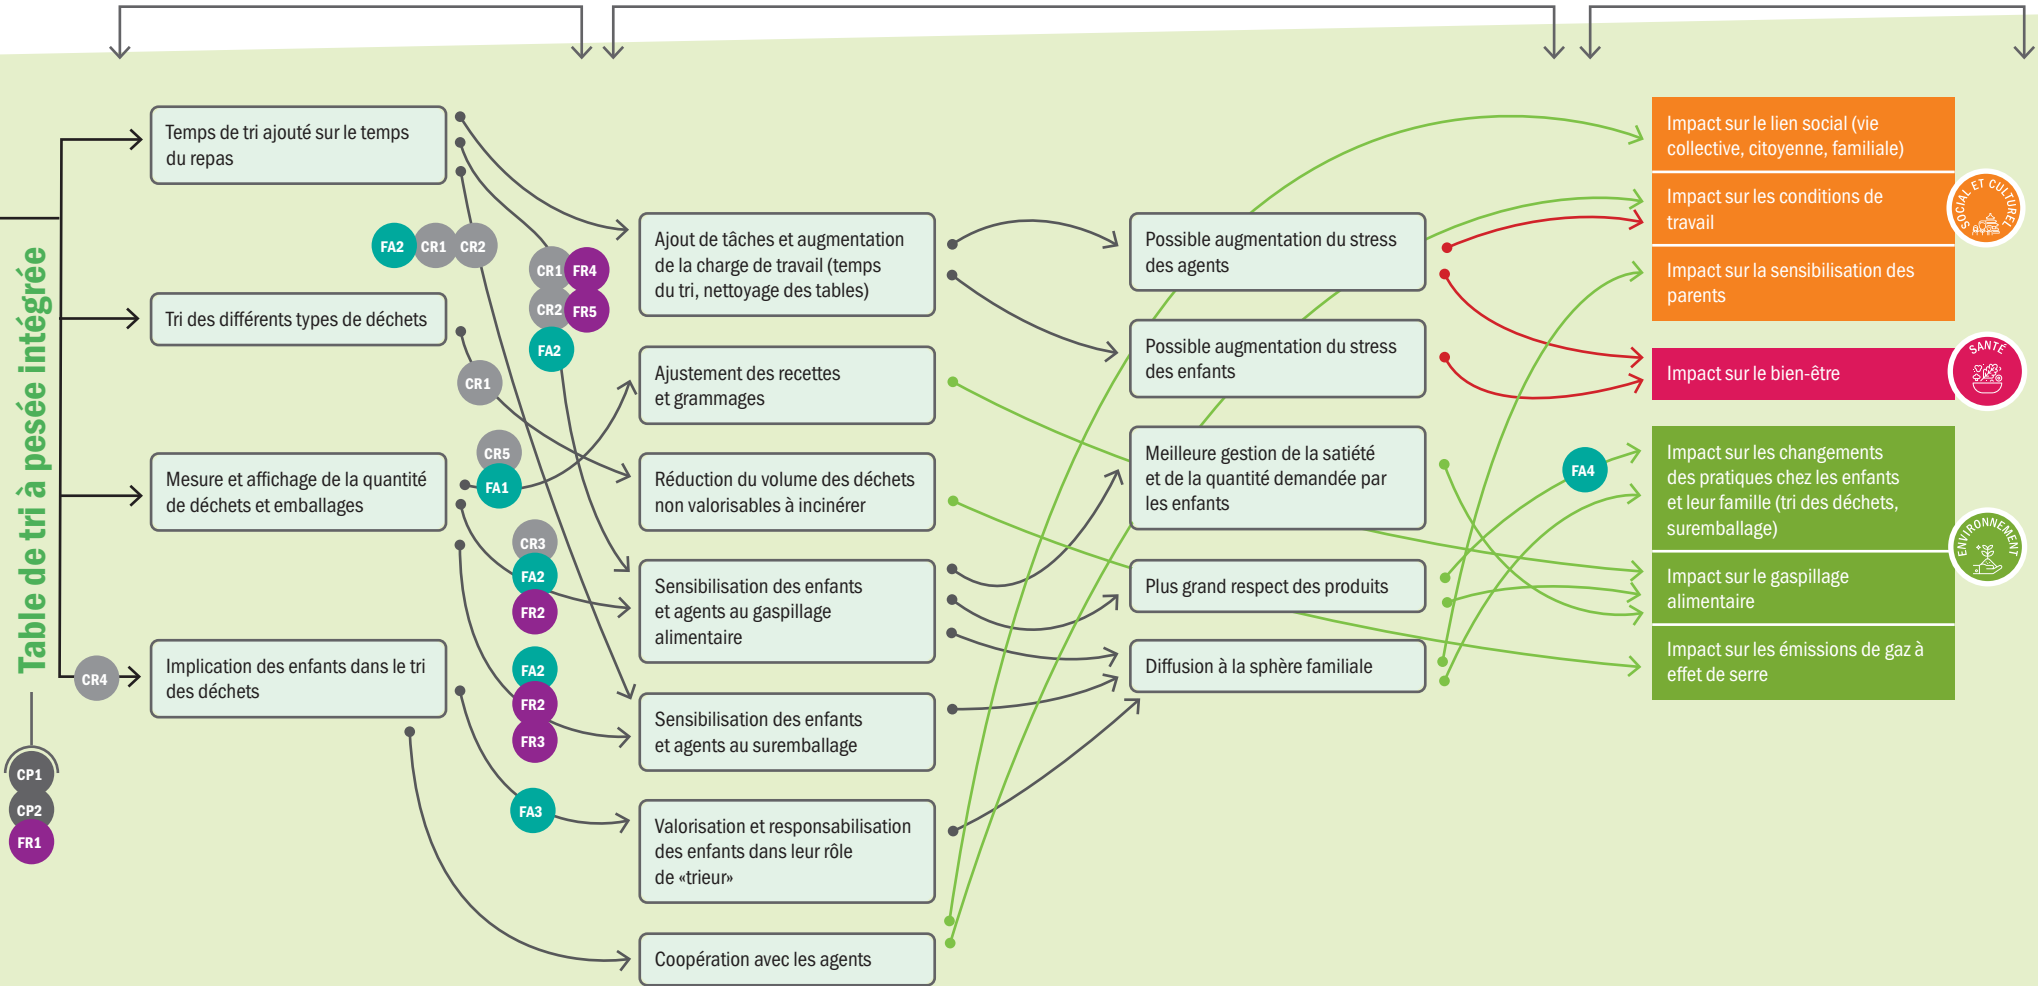 Table de tri à pesée intégrée
CP1
CP2
FR1
CR4
Temps de tri ajouté sur le temps
du repas
Tri des différents types de déchets
Mesure et affichage de la quantité
de déchets et emballages
Implication des enfants dans le tri
des déchets
FA2
CR1
CR2
CR1
FR4
CR2
FR5
FA2
CR1
CR5
FA1
CR3
FA2
FR2
FA2
FR2
FR3
FA3
Ajout de tâches et augmentation
de la charge de travail (temps
du tri, nettoyage des tables)
Ajustement des recettes
et grammages
Réduction du volume des déchets
non valorisables à incinérer
Sensibilisation des enfants
et agents au gaspillage
alimentaire
Sensibilisation des enfants
et agents au suremballage
Valorisation et responsabilisation
des enfants dans leur rôle
de «trieur»
Coopération avec les agents
Possible augmentation du stress
des agents
Possible augmentation du stress
des enfants
Meilleure gestion de la satiété
et de la quantité demandée par
les enfants
Plus grand respect des produits
Diffusion à la sphère familiale
FA4
Impact sur le lien social (vie
collective, citoyenne, familiale)
Impact sur les conditions de
travail
Impact sur la sensibilisation des
parents
SOCIAL ET CULTUREL
Impact sur le bien-être
SANTÉ
Impact sur les changements
des pratiques chez les enfants
et leur famille (tri des déchets,
suremballage)
Impact sur le gaspillage
alimentaire
Impact sur les émissions de gaz à
effet de serre
ENVIRONNEMENT